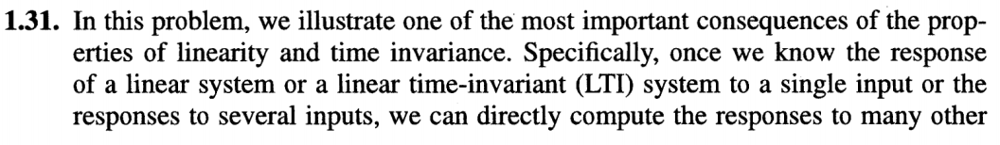 1.31. In this problem, we illustrate one of the most important consequences of the prop-
erties of linearity and time invariance. Specifically, once we know the response
of a linear system or a linear time-invariant (LTI) system to a single input or the
responses to several inputs, we can directly compute the responses to many other